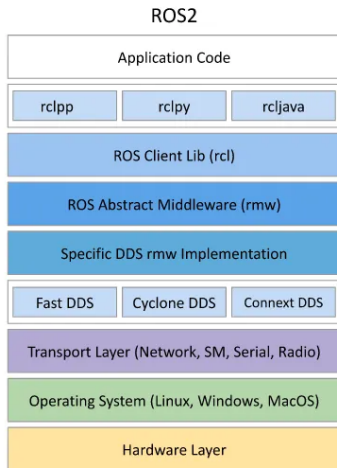 ROS2
Application Code
rclpp rclpy rcljava
ROS Client Lib (rcl)
ROS Abstract Middleware (rmw)
Specific DDS rmw Implementation
Fast DDS Cyclone DDS Connext DDS
Transport Layer (Network, SM, Serial, Radio)
Operating System (Linux, Windows, MacOS)
Hardware Layer